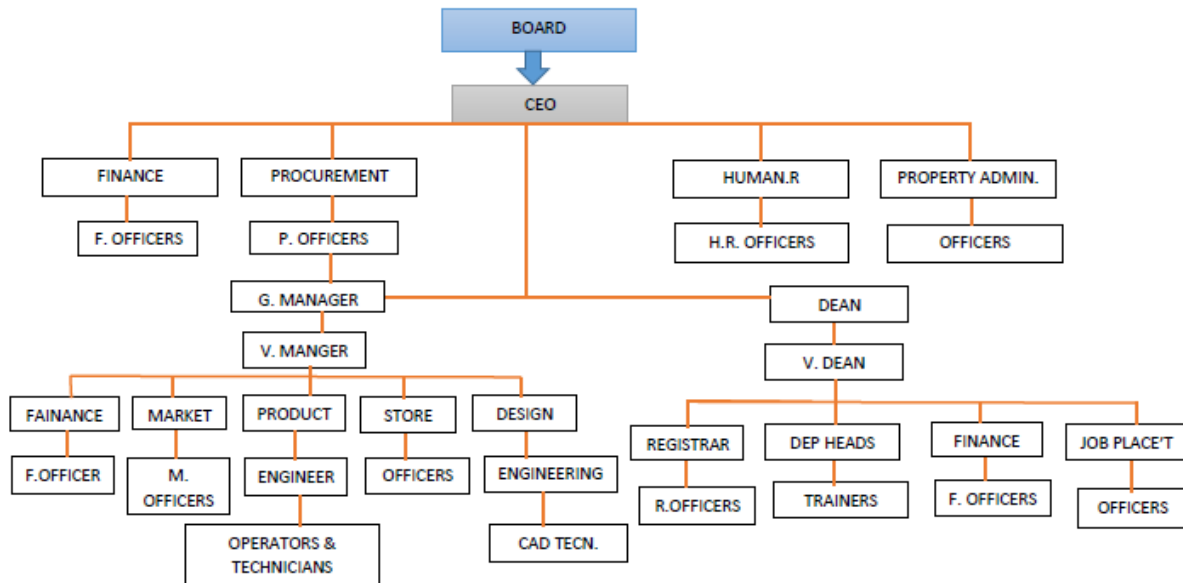 BOARD
CEO
FINANCE
PROCUREMENT
HUMAN.R
PROPERTY ADMIN.
F. OFFICERS
P. OFFICERS
H.R. OFFICERS
OFFICERS
G. MANAGER
DEAN
V. MANGER
V. DEAN
FAINANCE
MARKET
PRODUCT
STORE
DESIGN
REGISTRAR
DEP HEADS
FINANCE
JOB PLACE'T
F.OFFICER
M.
OFFICERS
ENGINEER
OFFICERS
ENGINEERING
R.OFFICERS
TRAINERS
F. OFFICERS
OFFICERS
OPERATORS &
TECHNICIANS
CAD TECN.